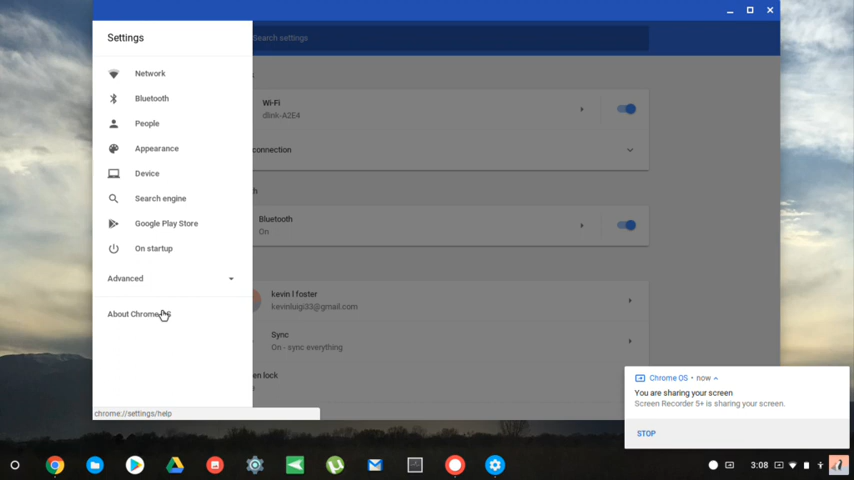 Settings
Search settings
Network
Bluetooth
People
Appearance
Device
Search engine
Google Play Store
On startup
Advanced
About Chrome
Wi-Fi
dlink-A2E4
connection
Bluetooth
On
kevin l foster
kevinluigi33@gmail.com
Sync
On - sync everything
en lock
chrome://settings/help
Chrome OS • now
You are sharing your screen
Screen Recorder 5+ is sharing your screen.
STOP
3:08